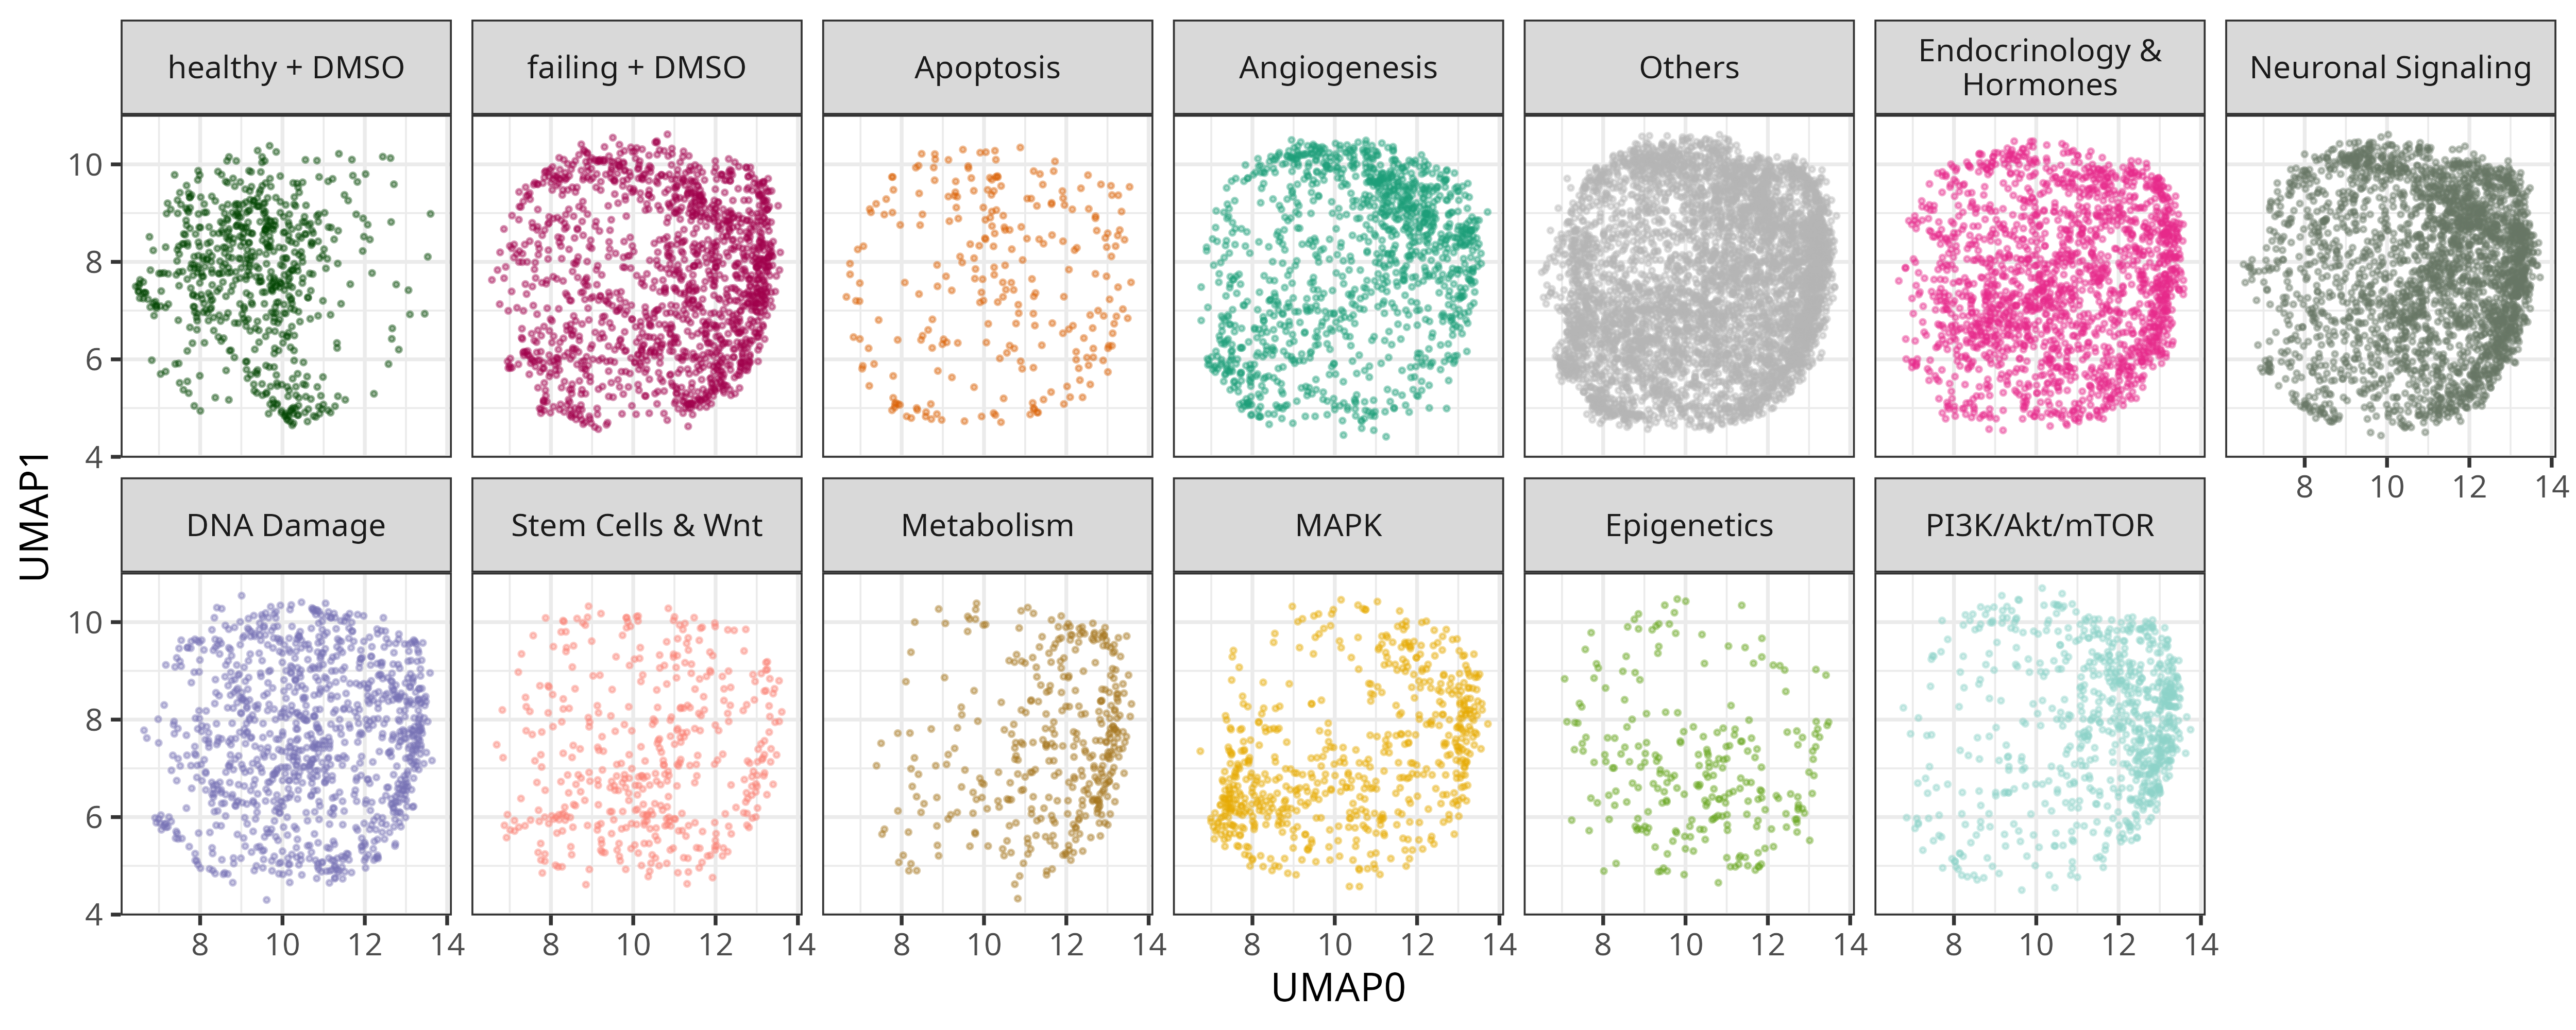 healthy + DMSO
failing + DMSO
Apoptosis
Angiogenesis
Others
Endocrinology &
Hormones
Neuronal Signaling
10
8
6
4
8 10 12 14
UMAP1
DNA Damage
Stem Cells & Wnt
Metabolism
MAPK
Epigenetics
PI3K/Akt/mTOR
10
8
6
4
8 10 12 14
8 10 12 14
8 10 12 14
8 10 12 14
8 10 12 14
8 10 12 14
UMAP0